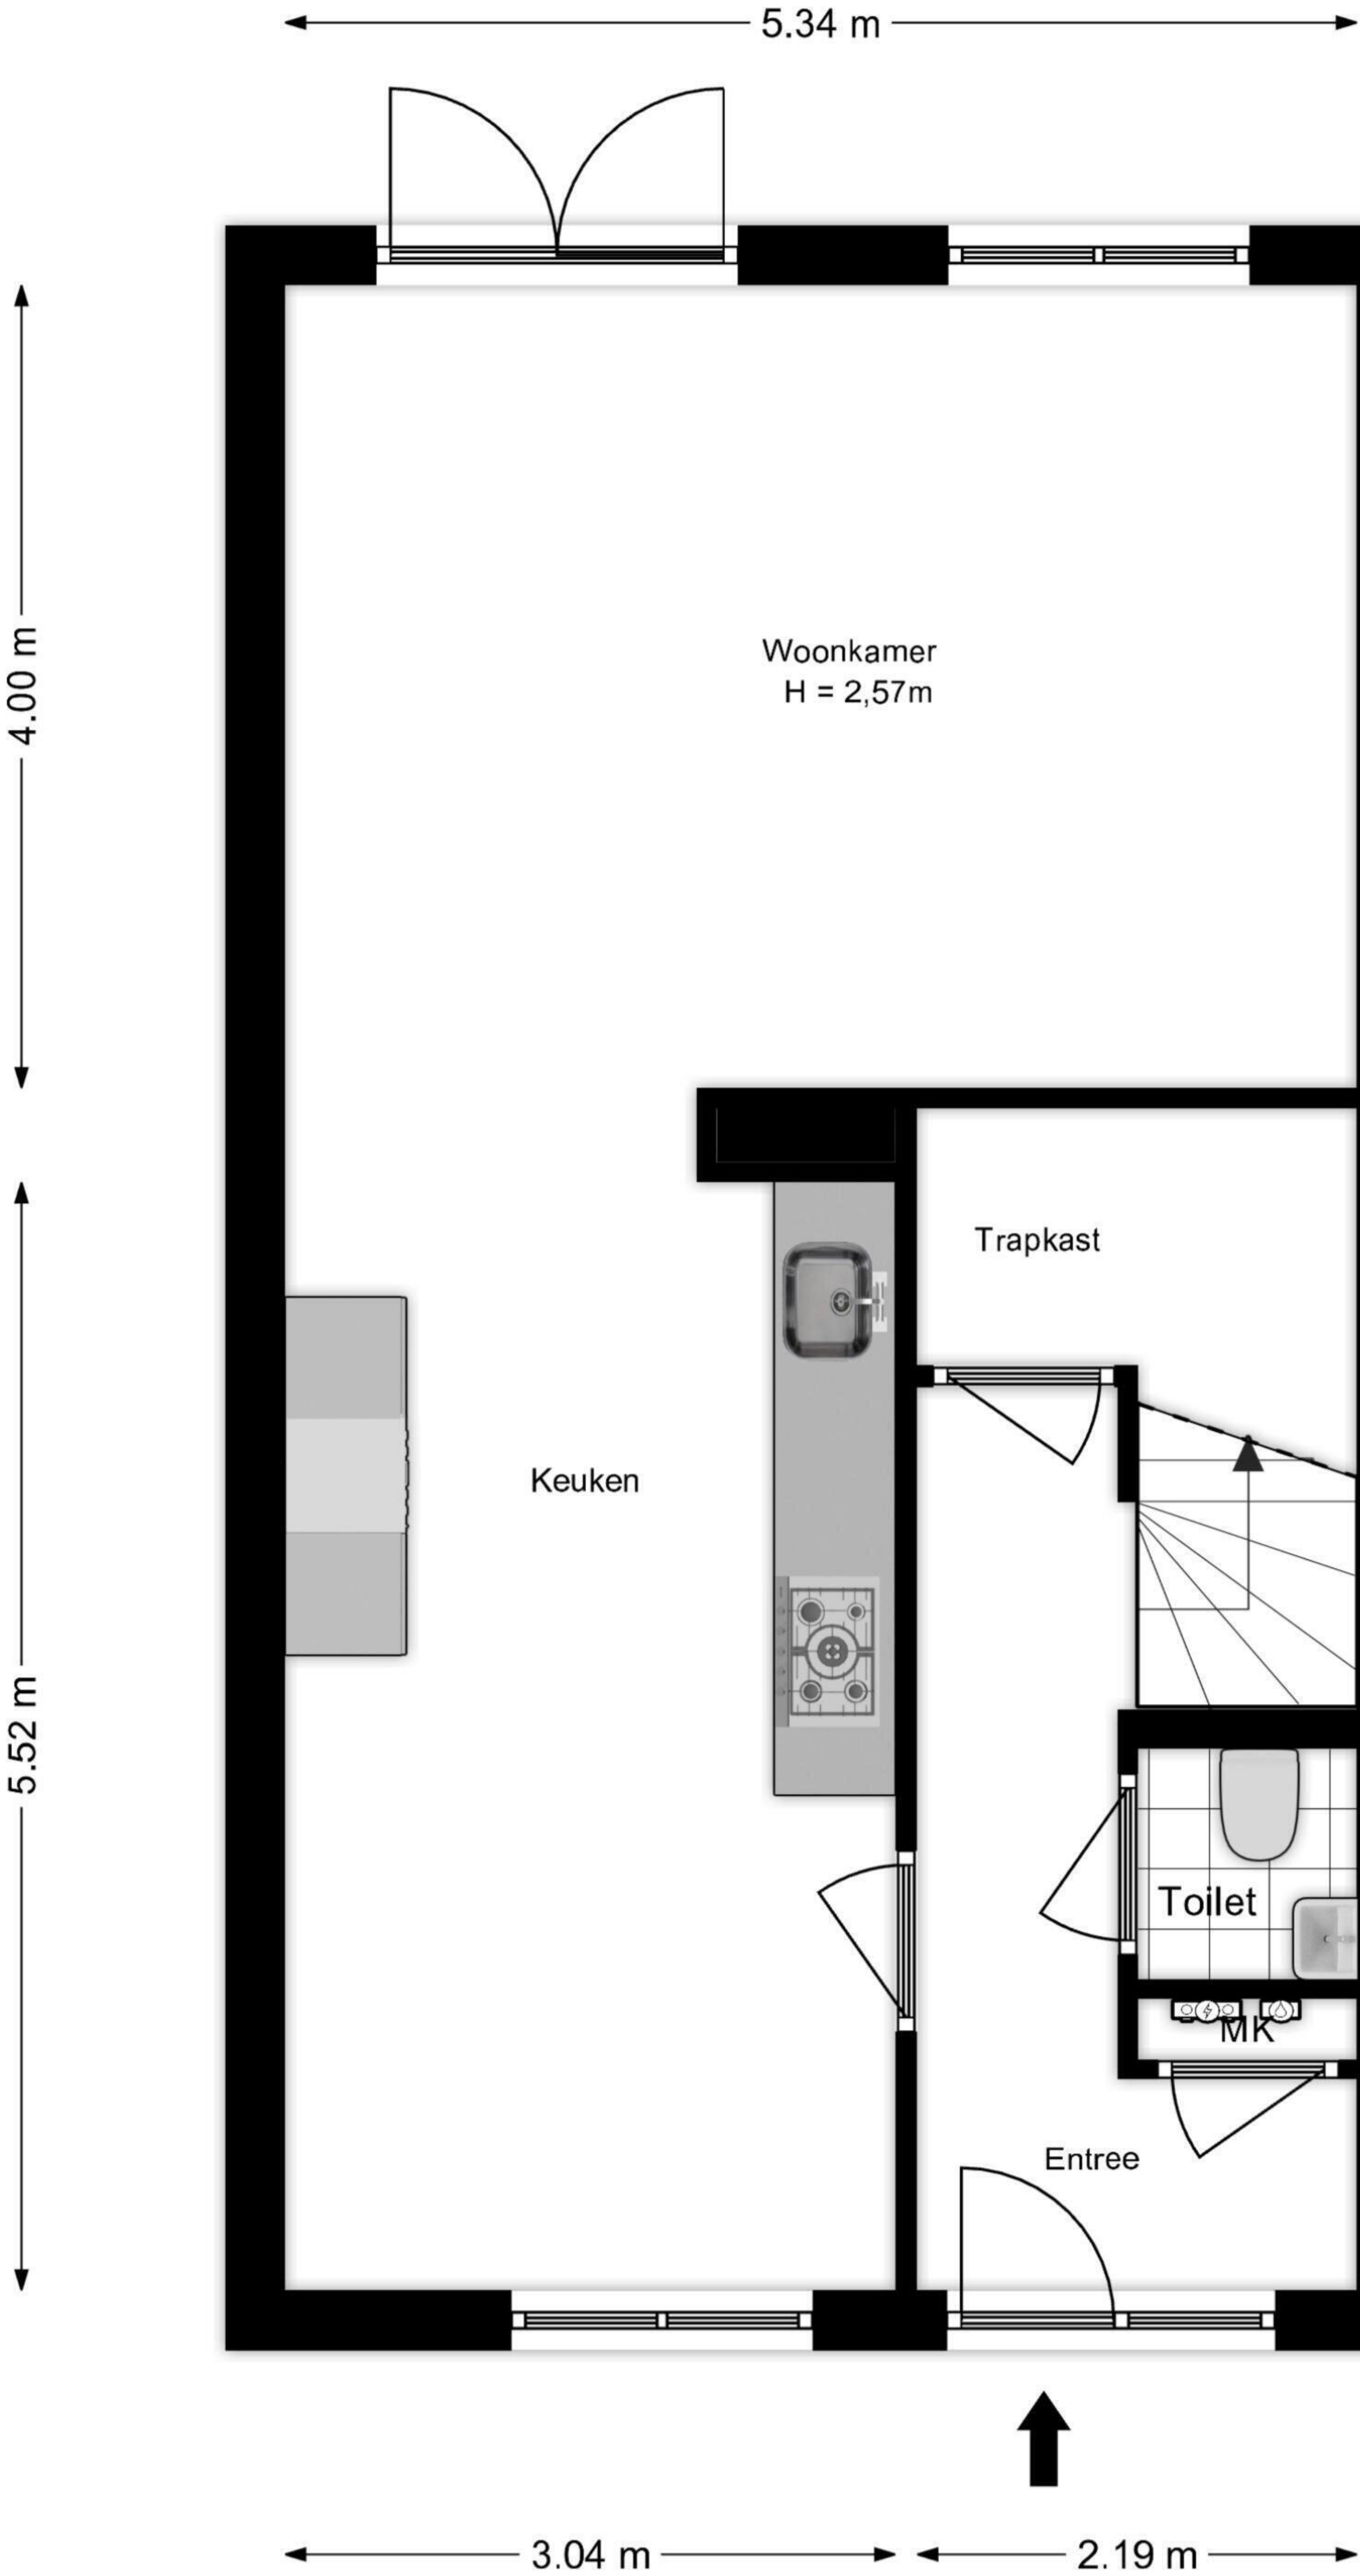 5.34 m
Woonkamer
H = 2,57m
4.00 m
Trapkast
Keuken
5.52 m
Toilet
MK
Entree
3.04 m
2.19 m